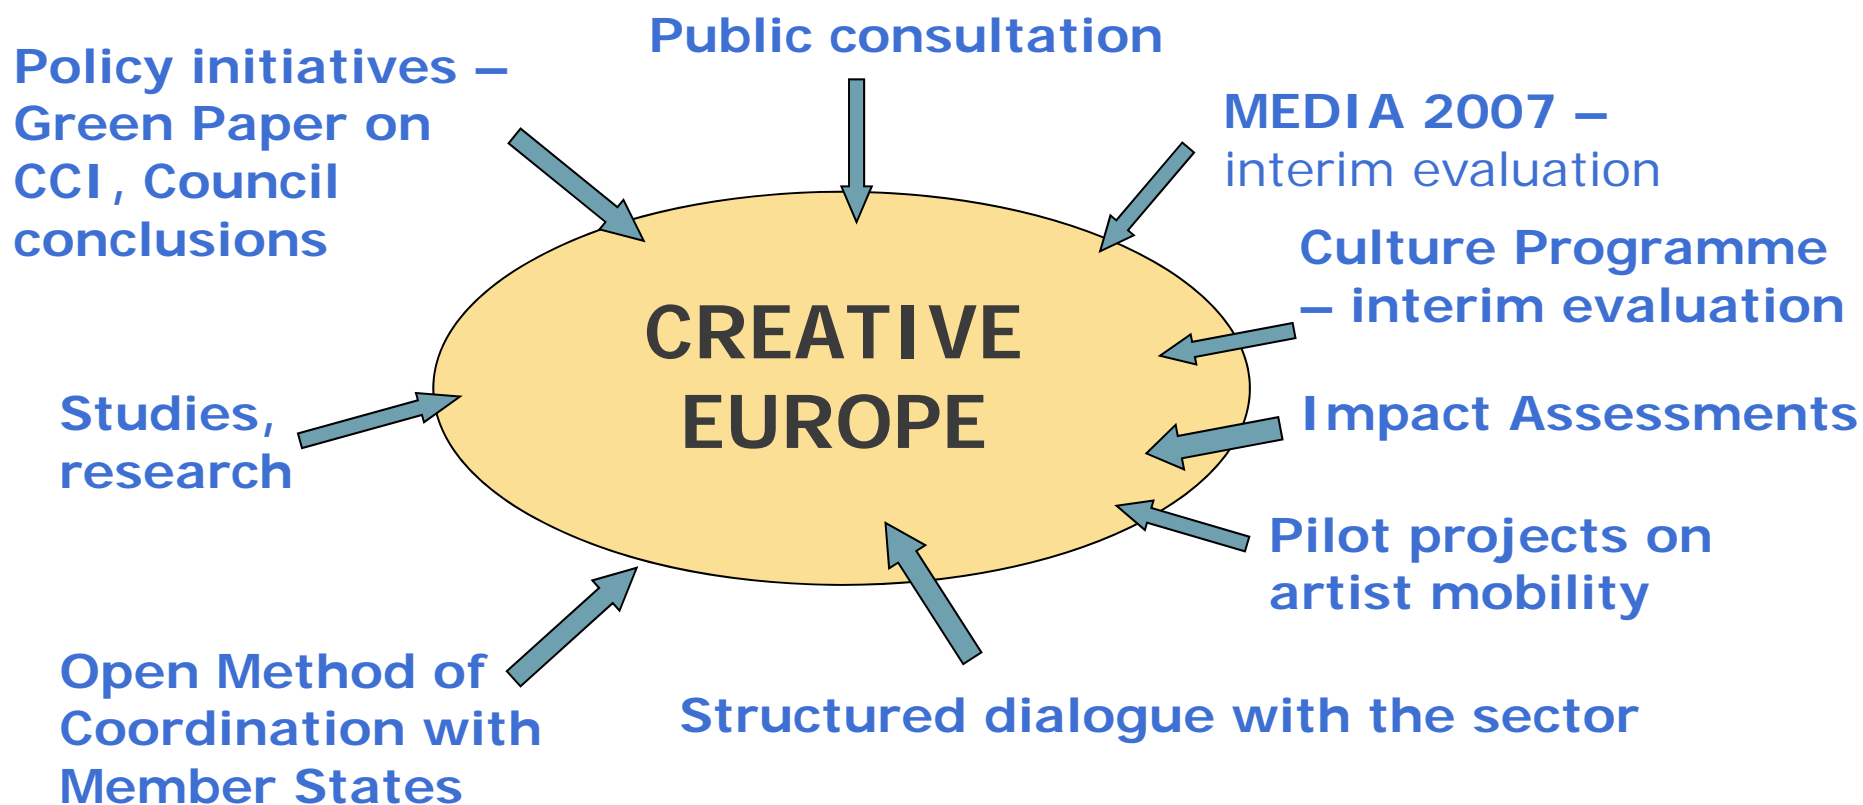 Public consultation
Policy initiatives –
Green Paper on
CCI, Council
conclusions
MEDIA 2007 –
interim evaluation
Culture Programme
– interim evaluation
CREATIVE
EUROPE
Studies,
research
Impact Assessments
Pilot projects on
artist mobility
Open Method of
Coordination with
Member States
Structured dialogue with the sector